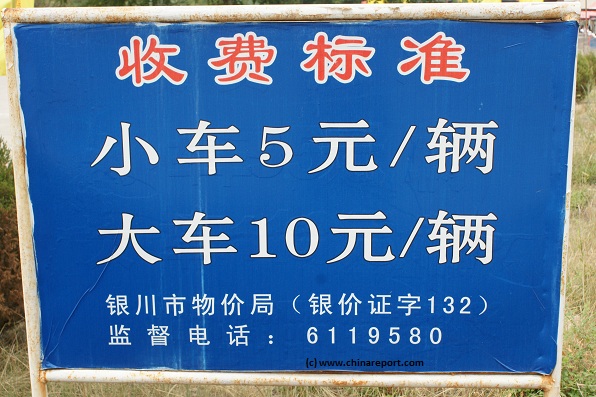 收费标准
小车5元/辆
大车10元/辆
银川市物价局（银价证字132）
监督电话：6119580
(c) www.chinareport.com